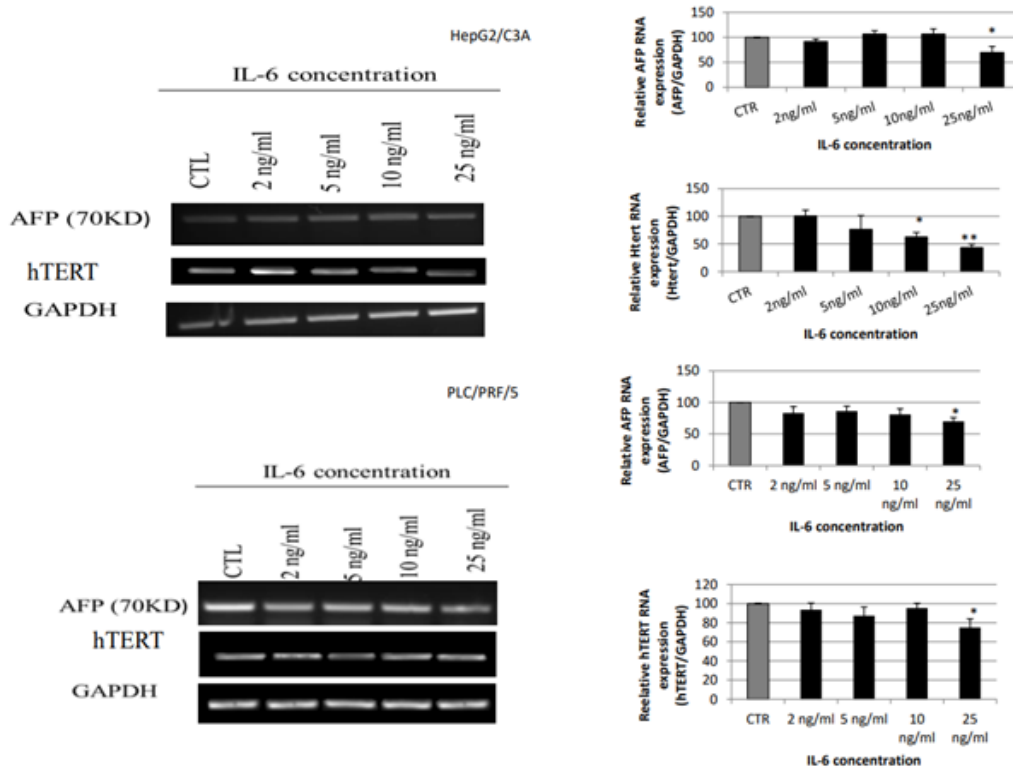 HepG2/C3A
IL-6 concentration
CTL
2 ng/ml
5 ng/ml
10 ng/ml
25 ng/ml
AFP (70KD)
hTERT
GAPDH
PLC/PRF/5
IL-6 concentration
CTL
2 ng/ml
5 ng/ml
10 ng/ml
25 ng/ml
AFP (70KD)
hTERT
GAPDH
Relative AFP RNA
expression
(AFP/GAPDH)
150
100
50
0
*
CTR
2ng/ml
5ng/ml
10ng/ml
25ng/ml
IL-6 concentration
Relative Htert RNA
expression
(Htert/GAPDH)
150
100
50
0
*
**
CTR
2ng/ml
5ng/ml
10ng/ml
25ng/ml
IL-6 concentration
Relative AFP RNA
expression
(AFP/GAPDH)
150
100
50
0
*
CTR 2 ng/ml 5 ng/ml 10 25
ng/ml ng/ml
IL-6 concentration
Reelative hTERT RNA
expression
(hTERT/GAPDH)
120
100
80
60
40
20
0
*
CTR 2 ng/ml 5 ng/ml 10 25
ng/ml ng/ml
IL-6 concentration